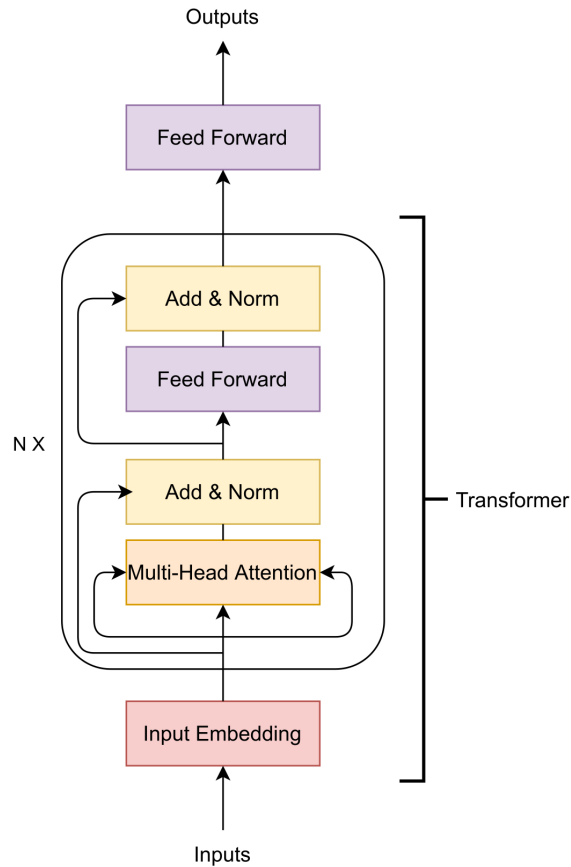 Outputs
Feed Forward
Add & Norm
Feed Forward
N X
Add & Norm
Transformer
Multi-Head Attention
Input Embedding
Inputs